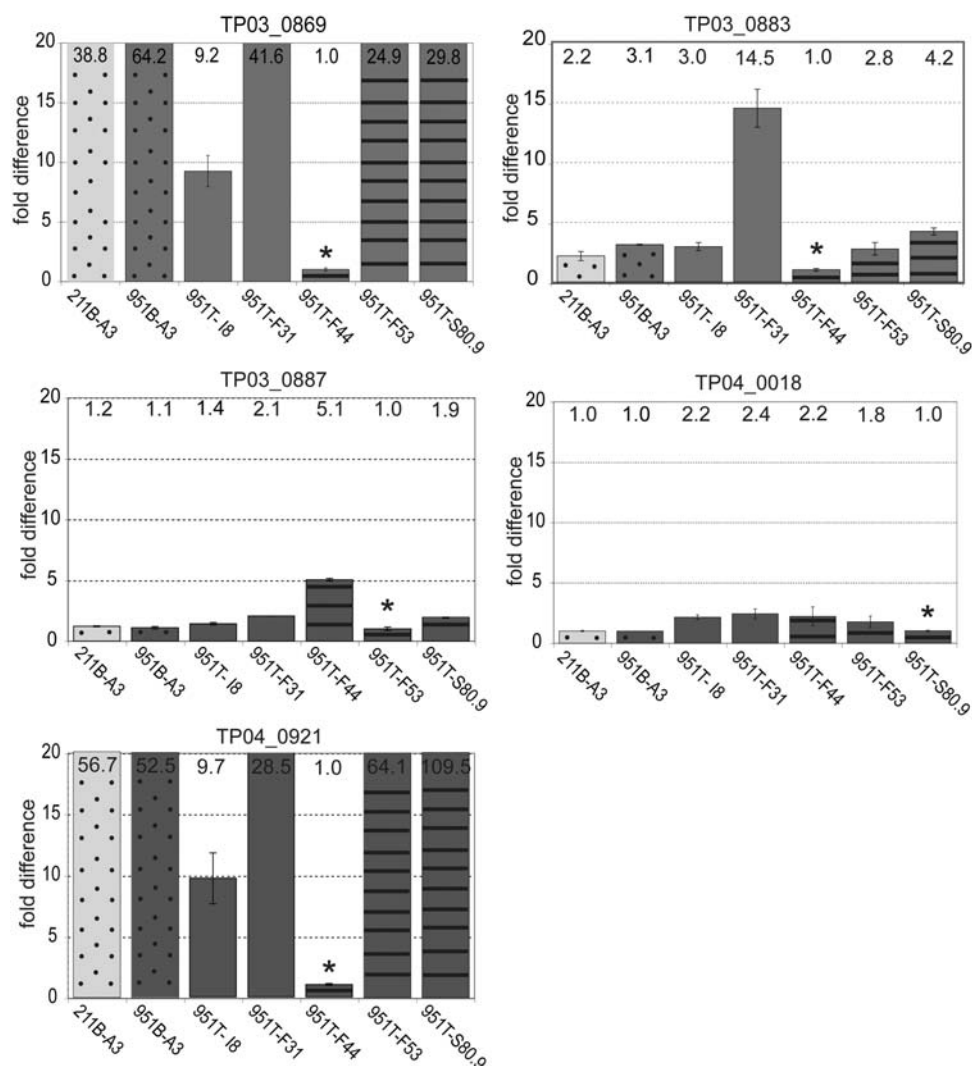 TP03_0869
fold difference
20
15
10
5
0
38.8 64.2 9.2 41.6 1.0 24.9 29.8
*
211B-A3 951B-A3 951T- I8 951T-F31 951T-F44 951T-F53 951T-S80.9
TP03_0883
fold difference
20
15
10
5
0
2.2 3.1 3.0 14.5 1.0 2.8 4.2
*
211B-A3 951B-A3 951T- I8 951T-F31 951T-F44 951T-F53 951T-S80.9
TP03_0887
fold difference
20
15
10
5
0
1.2 1.1 1.4 2.1 5.1 1.0 1.9
*
211B-A3 951B-A3 951T- I8 951T-F31 951T-F44 951T-F53 951T-S80.9
TP04_0018
fold difference
20
15
10
5
0
1.0 1.0 2.2 2.4 2.2 1.8 1.0
*
211B-A3 951B-A3 951T- I8 951T-F31 951T-F44 951T-F53 951T-S80.9
TP04_0921
fold difference
20
15
10
5
0
56.7 52.5 9.7 28.5 1.0 64.1 109.5
*
211B-A3 951B-A3 951T- I8 951T-F31 951T-F44 951T-F53 951T-S80.9